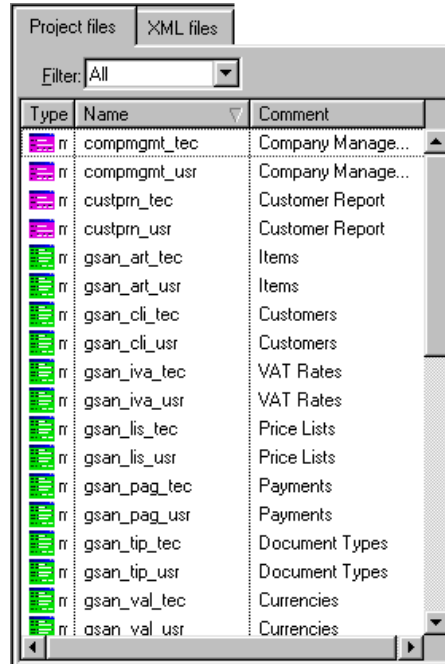 Project files XML files
Filter: All
Type Name Comment
m compmgmt_tec Company Manage...
m compmgmt_usr Company Manage...
m custprn_tec Customer Report
m custprn_usr Customer Report
m gsan_art_tec Items
m gsan_art_usr Items
m gsan_cli_tec Customers
m gsan_cli_usr Customers
m gsan_iva_tec VAT Rates
m gsan_iva_usr VAT Rates
m gsan_lis_tec Price Lists
m gsan_lis_usr Price Lists
m gsan_pag_tec Payments
m gsan_pag_usr Payments
m gsan_tip_tec Document Types
m gsan_tip_usr Document Types
m gsan_val_tec Currencies
m gsan_val_usr Currencies